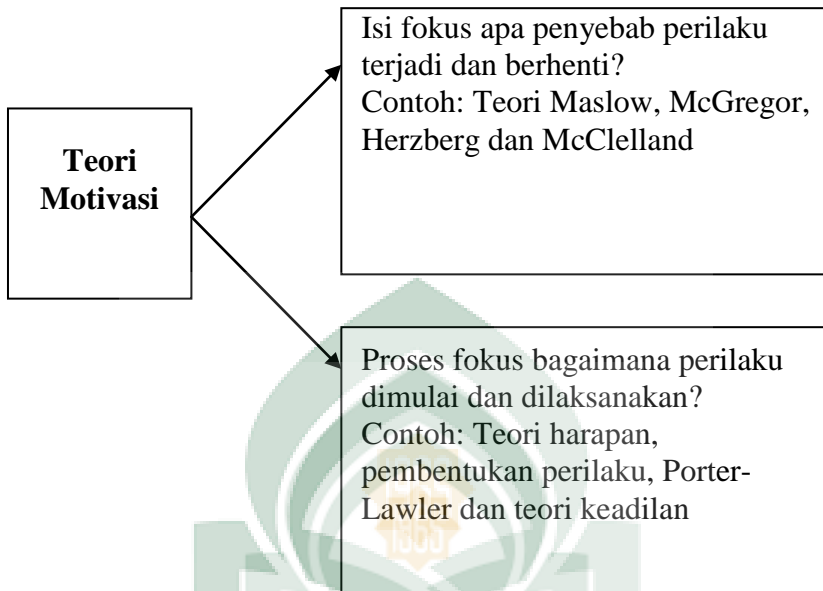 Isi fokus apa penyebab perilaku
terjadi dan berhenti?
Contoh: Teori Maslow, McGregor,
Herzberg dan McClelland
Teori
Motivasi
Proses fokus bagaimana perilaku
dimulai dan dilaksanakan?
Contoh: Teori harapan,
pembentukan perilaku, Porter-
Lawler dan teori keadilan